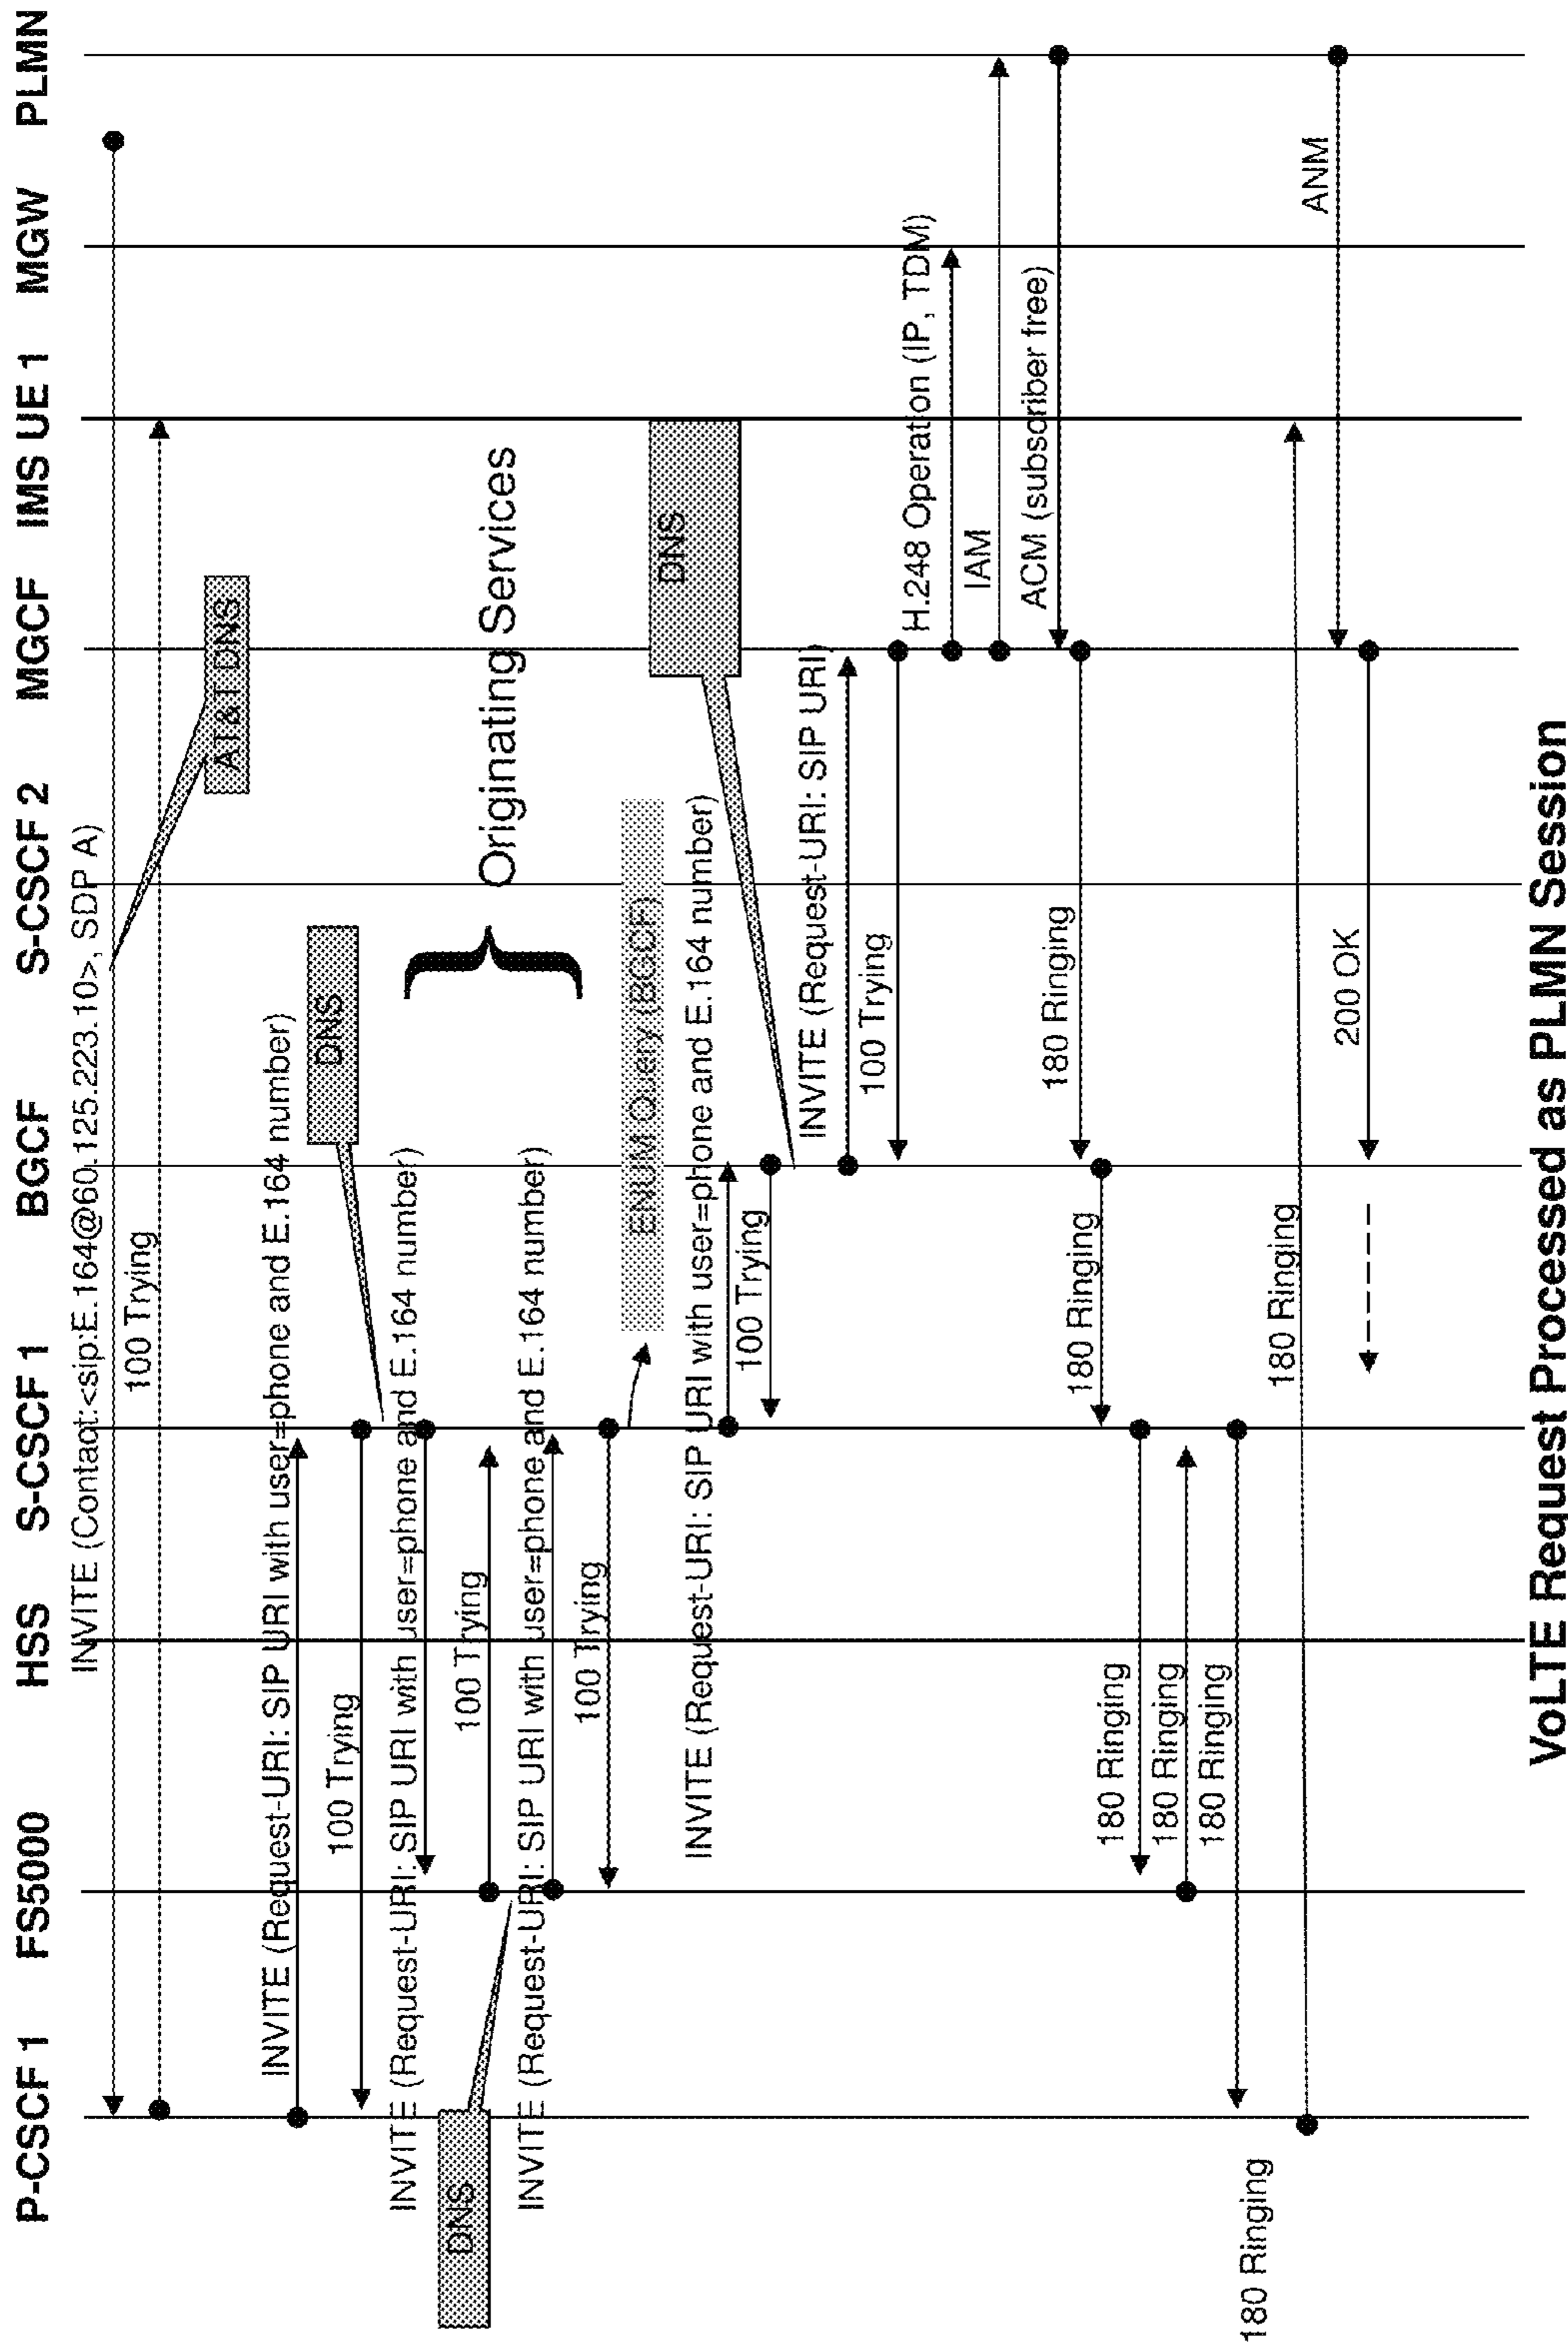 P-CSCF 1 FS5000 HSS S-CSCF 1 BGCF S-CSCF 2 MGCF IMS UE 1 MGW PLMN
INVITE (Contact:<sip:E.164@60.125.223.10>, SDP A)
100 Trying
AT&T DNS
INVITE (Request-URI: SIP URI with user=phone and E.164 number)
DNS
100 Trying
INVITE (Request-URI: SIP URI with user=phone and E.164 number)
DNS
100 Trying
Originating Services
INVITE (Request-URI: SIP URI with user=phone and E.164 number)
100 Trying
ENUM Query (BGCF)
DNS
INVITE (Request-URI: SIP URI with user=phone and E.164 number)
100 Trying
INVITE (Request-URI: SIP URI)
100 Trying
H.248 Operation (IP, TDM)
IAM
ACM (subscriber free)
180 Ringing
180 Ringing
180 Ringing
180 Ringing
180 Ringing
180 Ringing
180 Ringing
ANM
200 OK
VoLTE Request Processed as PLMN Session